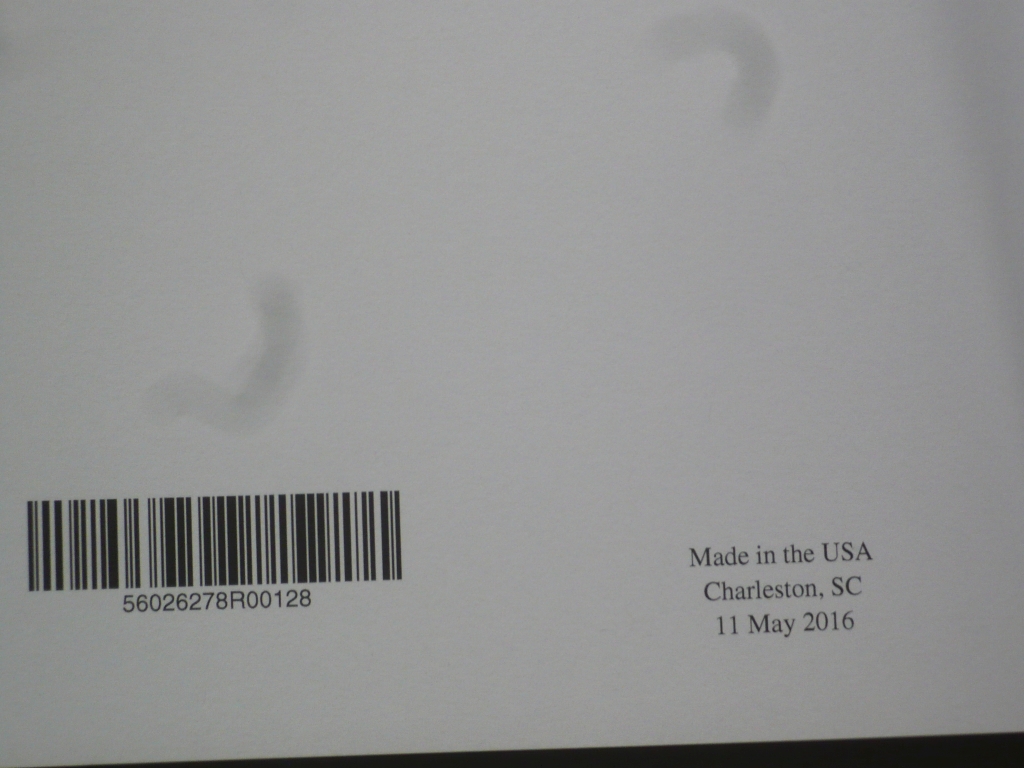 56026278R00128
Made in the USA
Charleston, SC
11 May 2016